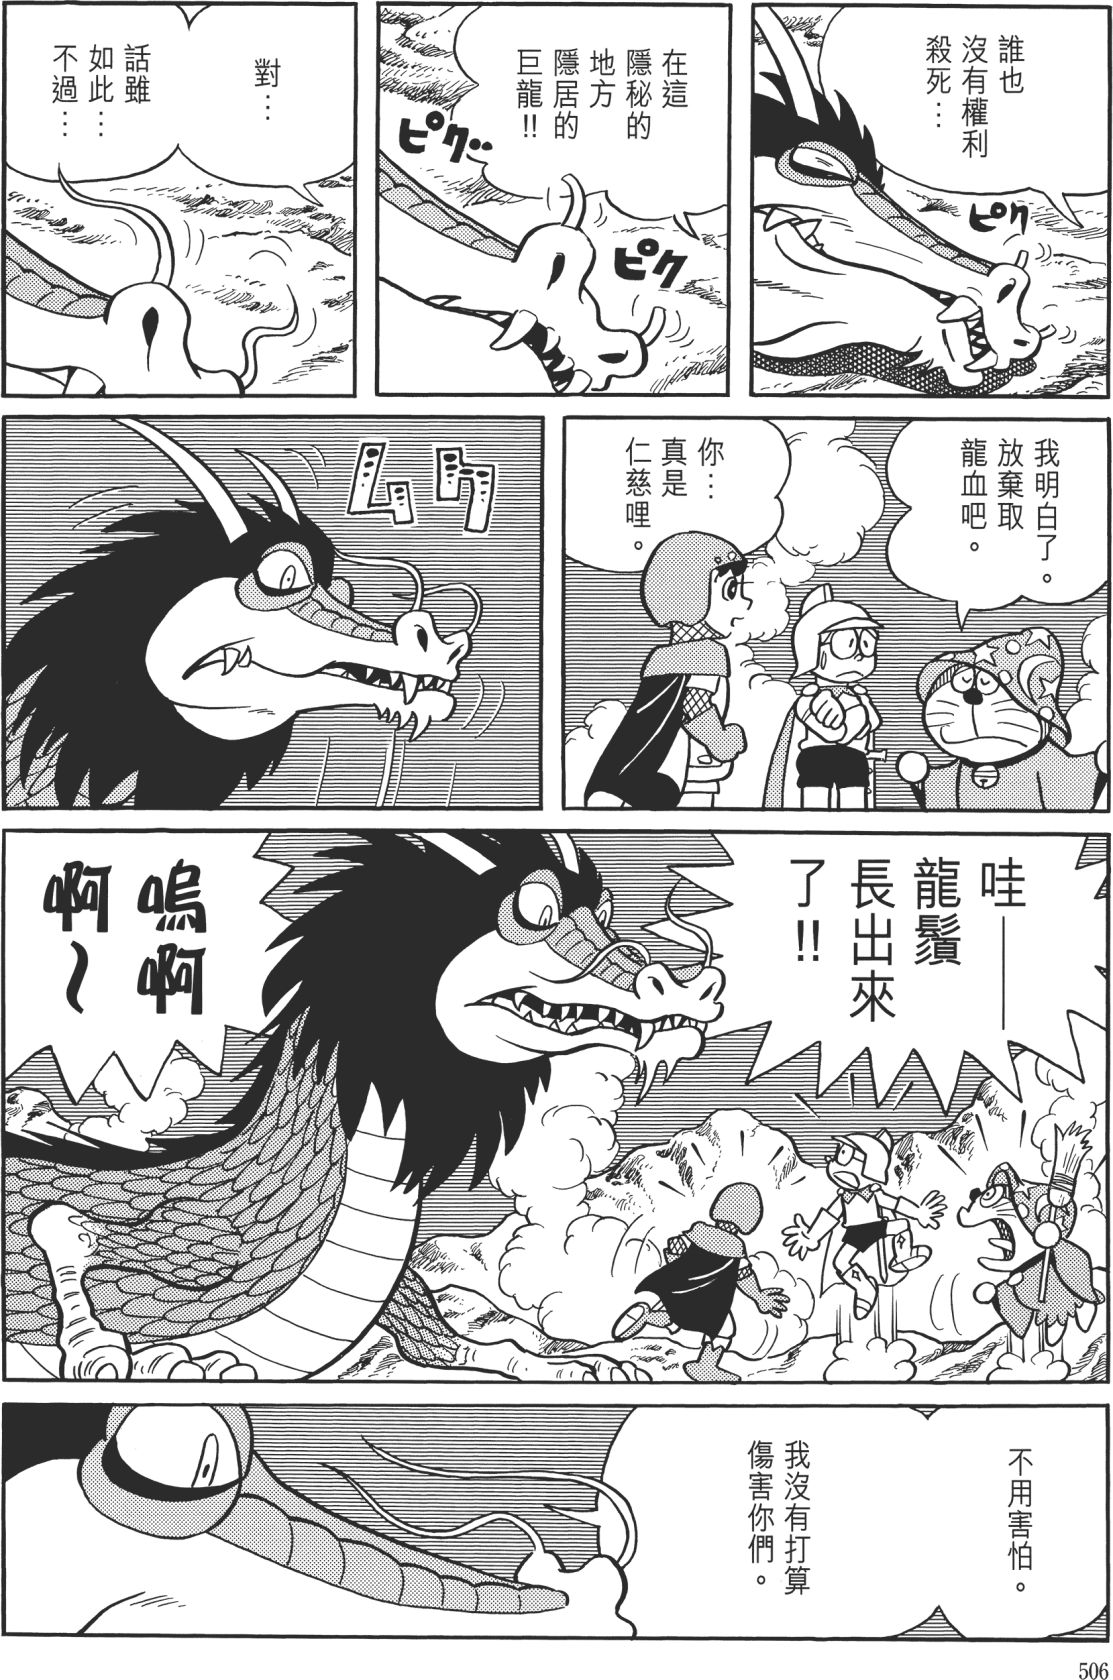 誰也
沒有權利
殺死…
ピク
在這
隱秘的
地方
隱居的
巨龍!!
ピク
ピク
對…
話雖
如此…
不過…
我明白了。
放棄取
龍血吧。
你…
真是
仁慈哩。
ムク
哇──
龍鬚
長出來
了!!
嗚啊
啊～
不用害怕。
我沒有打算
傷害你們。
506